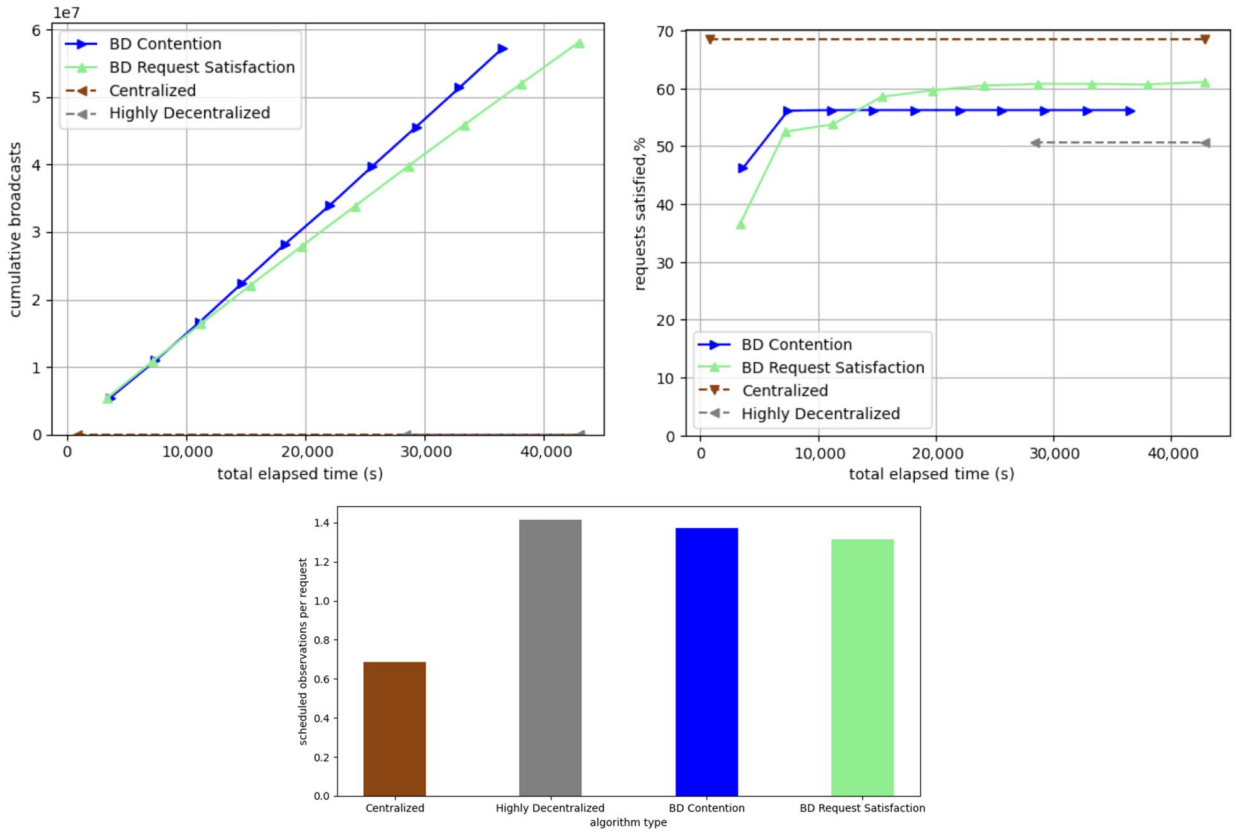 1e7
6
5
4
3
2
1
0
cumulative broadcasts
BD Contention
BD Request Satisfaction
Centralized
Highly Decentralized
0
10,000
20,000
30,000
40,000
total elapsed time (s)
70
60
50
40
30
20
10
0
requests satisfied,%
BD Contention
BD Request Satisfaction
Centralized
Highly Decentralized
0
10,000
20,000
30,000
40,000
total elapsed time (s)
1.4
1.2
1.0
0.8
0.6
0.4
0.2
0.0
scheduled observations per request
Centralized
Highly Decentralized
BD Contention
BD Request Satisfaction
algorithm type